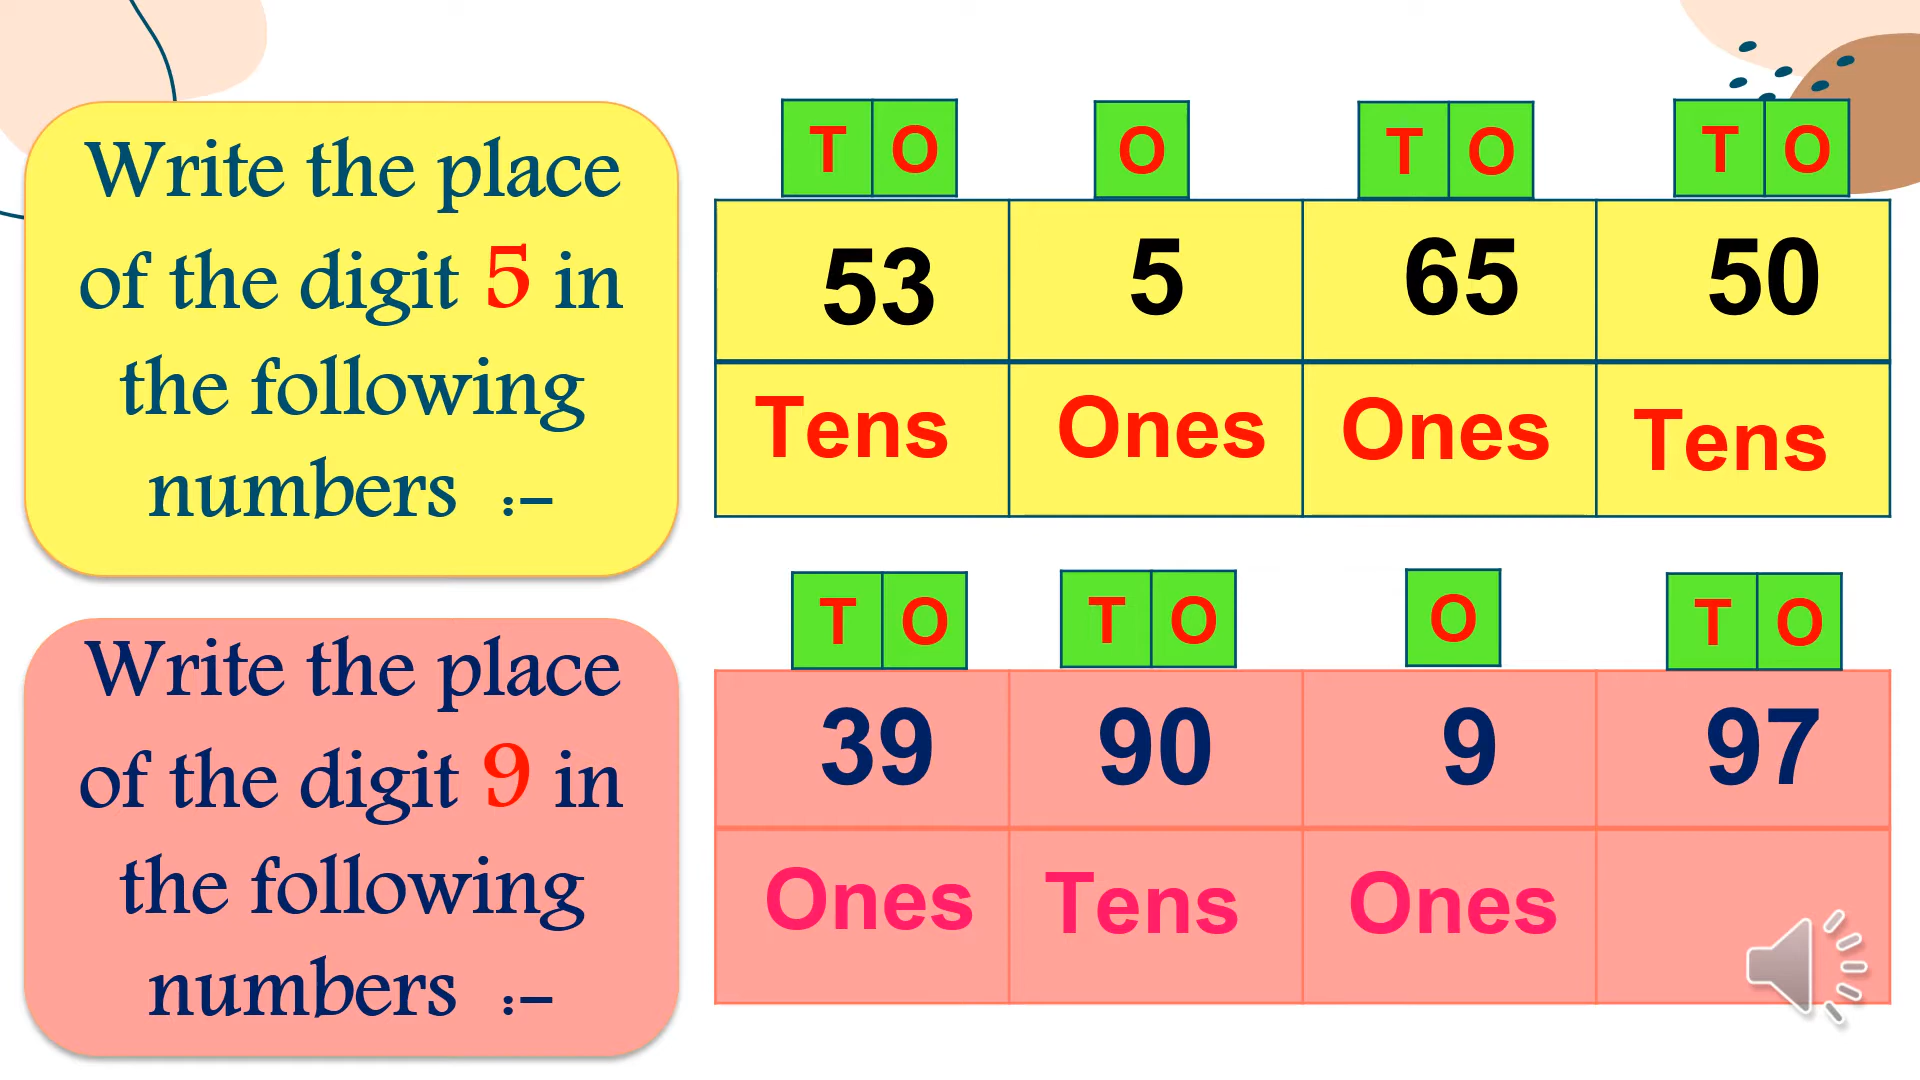 Write the place
of the digit 5 in
the following
numbers :-
T O O T O T O
53 5 65 50
Tens Ones Ones Tens
Write the place
of the digit 9 in
the following
numbers :-
T O T O O T O
39 90 9 97
Ones Tens Ones